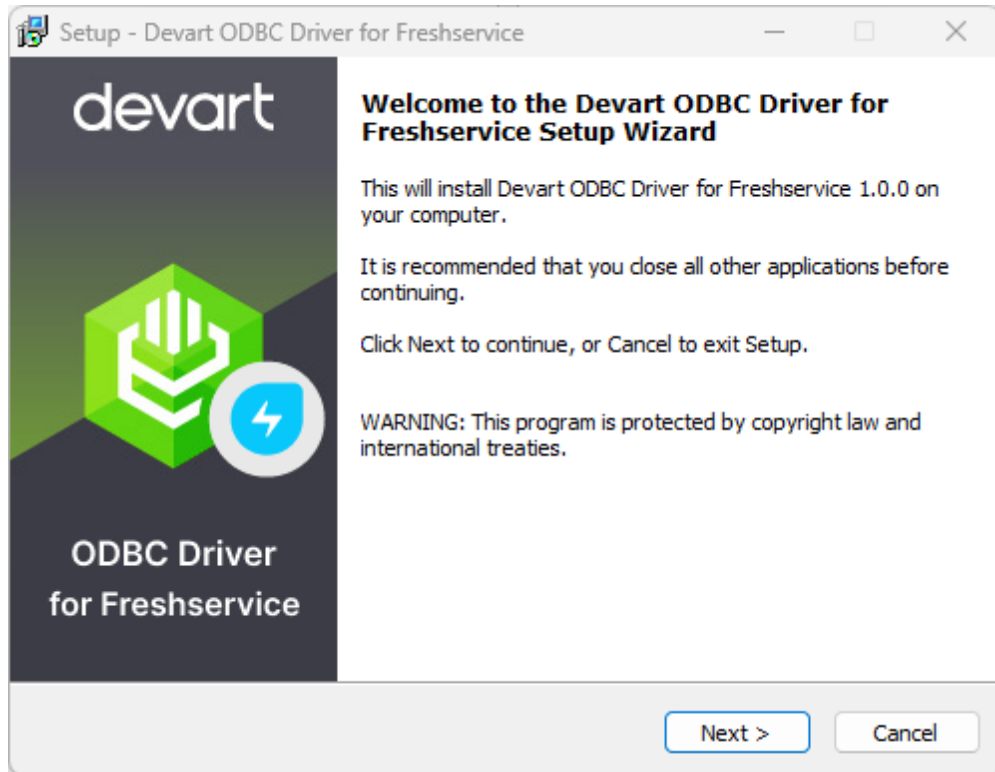 Setup - Devart ODBC Driver for Freshservice
devart
ODBC Driver
for Freshservice
Welcome to the Devart ODBC Driver for
Freshservice Setup Wizard
This will install Devart ODBC Driver for Freshservice 1.0.0 on
your computer.
It is recommended that you close all other applications before
continuing.
Click Next to continue, or Cancel to exit Setup.
WARNING: This program is protected by copyright law and
international treaties.
Next >
Cancel